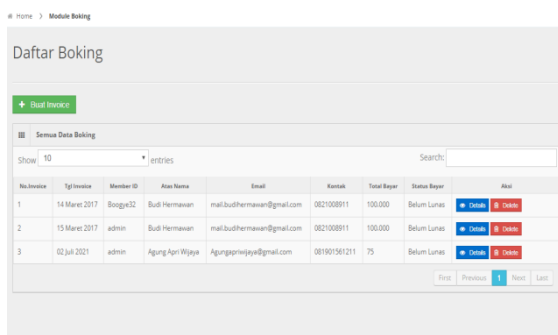 Home > Module Boking
Daftar Boking
+ Buat Invoice
Semua Data Boking
Show 10 entries Search:
No.Invoice Tgl Invoice Member ID Atas Nama Email Kontak Total Bayar Status Bayar Aksi
1 14 Maret 2017 Boogye32 Budi Hermawan mail.budihermawan@gmail.com 0821008911 100.000 Belum Lunas Details Delete
2 15 Maret 2017 admin Budi Hermawan mail.budihermawan@gmail.com 0821008911 100.000 Belum Lunas Details Delete
3 02 Juli 2021 admin Agung Apri Wijaya Agungapriwijaya@gmail.com 081901561211 75 Belum Lunas Details Delete
First Previous 1 Next Last